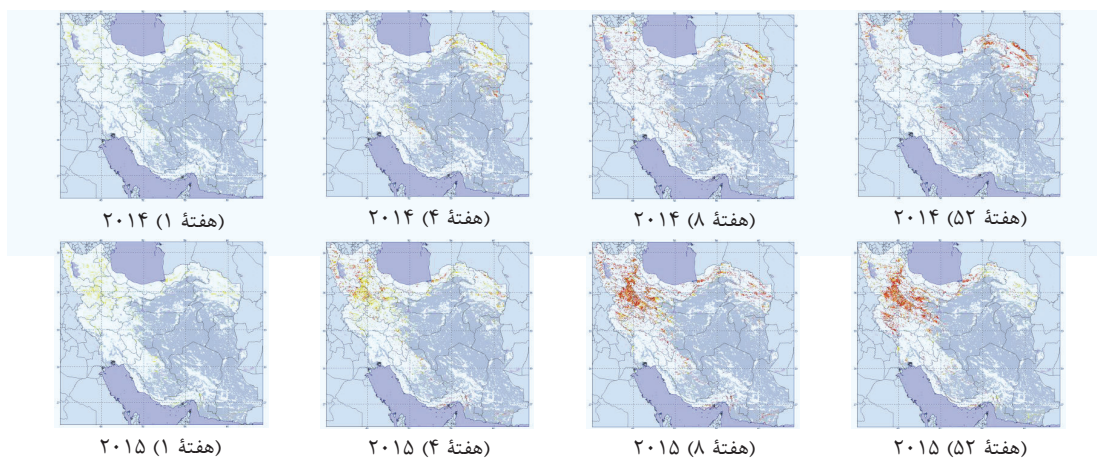 (هفتهٔ ۱) ۲۰۱۴
(هفتهٔ ۴) ۲۰۱۴
(هفتهٔ ۸) ۲۰۱۴
(هفتهٔ ۵۲) ۲۰۱۴
(هفتهٔ ۱) ۲۰۱۵
(هفتهٔ ۴) ۲۰۱۵
(هفتهٔ ۸) ۲۰۱۵
(هفتهٔ ۵۲) ۲۰۱۵